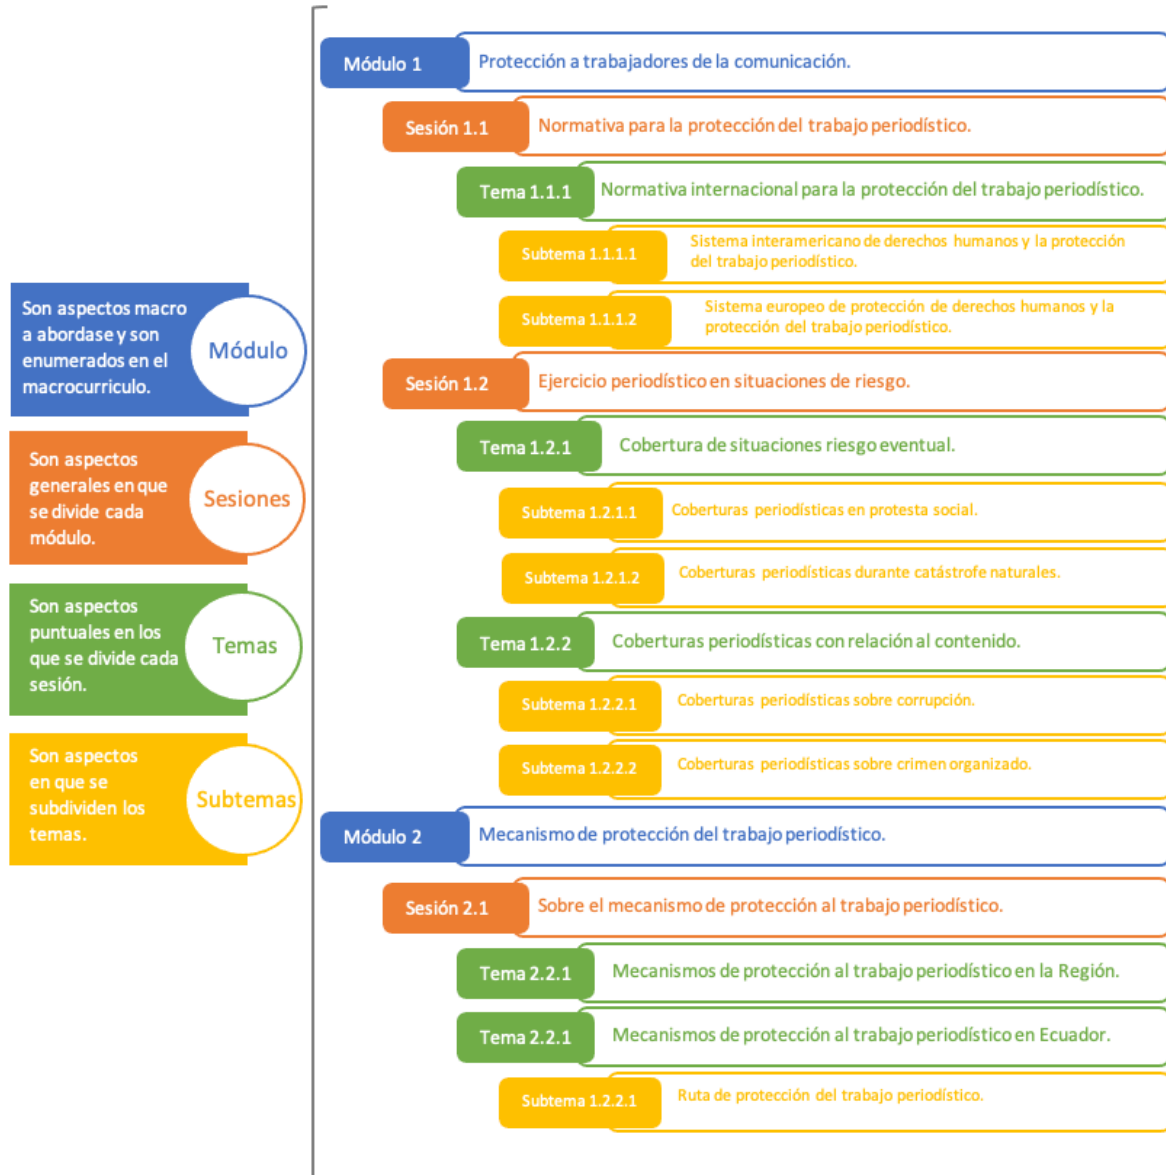 Son aspectos macro
a abordase y son
enumerados en el
macrocurriculo.
Módulo
Son aspectos
generales en que
se divide cada
módulo.
Sesiones
Son aspectos
puntuales en los
que se divide cada
sesión.
Temas
Son aspectos
en que se
subdividen los
temas.
Subtemas
Módulo 1
Protección a trabajadores de la comunicación.
Sesión 1.1
Normativa para la protección del trabajo periodístico.
Tema 1.1.1
Normativa internacional para la protección del trabajo periodístico.
Subtema 1.1.1.1
Sistema interamericano de derechos humanos y la protección
del trabajo periodístico.
Subtema 1.1.1.2
Sistema europeo de protección de derechos humanos y la
protección del trabajo periodístico.
Sesión 1.2
Ejercicio periodístico en situaciones de riesgo.
Tema 1.2.1
Cobertura de situaciones riesgo eventual.
Subtema 1.2.1.1
Coberturas periodísticas en protesta social.
Subtema 1.2.1.2
Coberturas periodísticas durante catástrofe naturales.
Tema 1.2.2
Coberturas periodísticas con relación al contenido.
Subtema 1.2.2.1
Coberturas periodísticas sobre corrupción.
Subtema 1.2.2.2
Coberturas periodísticas sobre crimen organizado.
Módulo 2
Mecanismo de protección del trabajo periodístico.
Sesión 2.1
Sobre el mecanismo de protección al trabajo periodístico.
Tema 2.2.1
Mecanismos de protección al trabajo periodístico en la Región.
Tema 2.2.1
Mecanismos de protección al trabajo periodístico en Ecuador.
Subtema 1.2.2.1
Ruta de protección del trabajo periodístico.